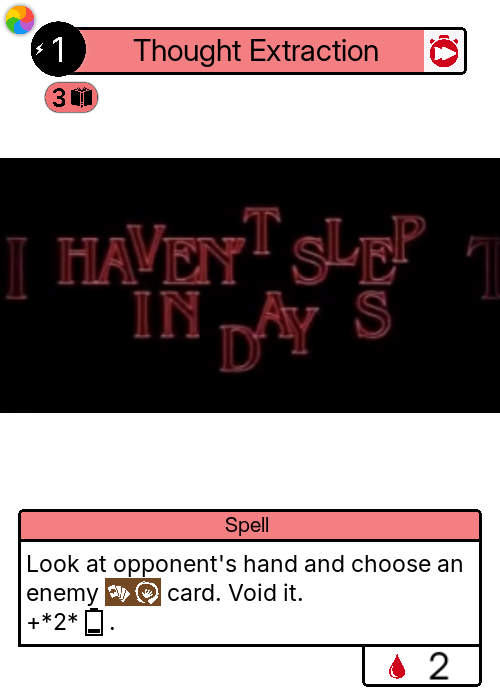 1 Thought Extraction
3
I HAVEN'T SLEP T
IN DAYS
Spell
Look at opponent's hand and choose an
enemy card. Void it.
+*2* .
2